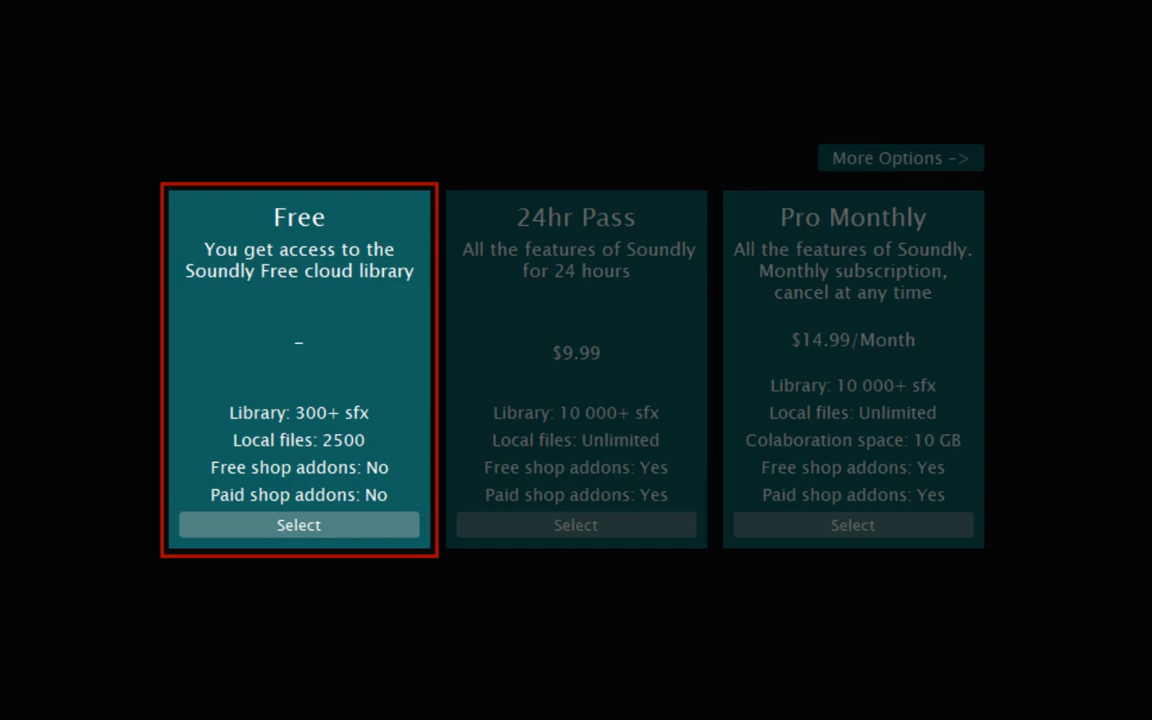 More Options ->
Free
You get access to the
Soundly Free cloud library
–
Library: 300+ sfx
Local files: 2500
Free shop addons: No
Paid shop addons: No
Select
24hr Pass
All the features of Soundly
for 24 hours
$9.99
Library: 10 000+ sfx
Local files: Unlimited
Free shop addons: Yes
Paid shop addons: Yes
Select
Pro Monthly
All the features of Soundly.
Monthly subscription,
cancel at any time
$14.99/Month
Library: 10 000+ sfx
Local files: Unlimited
Colaboration space: 10 GB
Free shop addons: Yes
Paid shop addons: Yes
Select